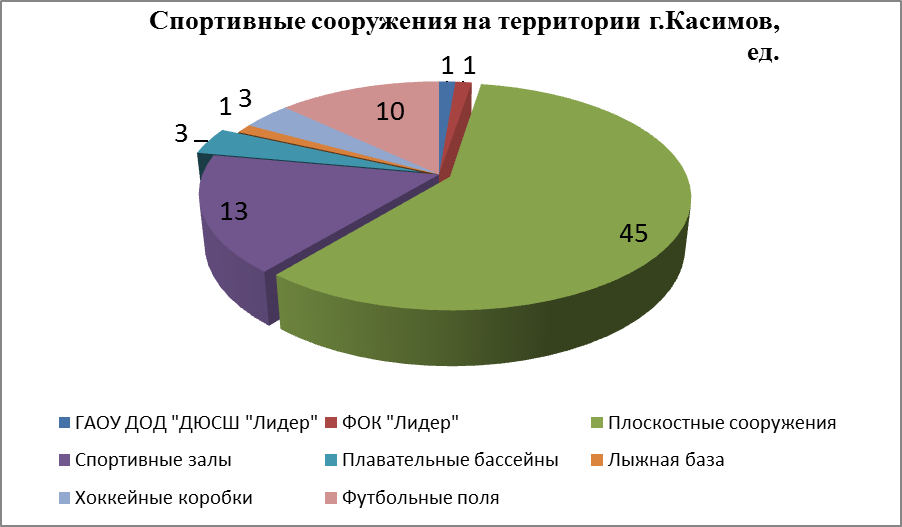 Спортивные сооружения на территории г.Касимов,
ед.
1 1
10
1 3
3
13
45
ГАОУ ДОД "ДЮСШ "Лидер" ФОК "Лидер" Плоскостные сооружения
Спортивные залы Плавательные бассейны Лыжная база
Хоккейные коробки Футбольные поля